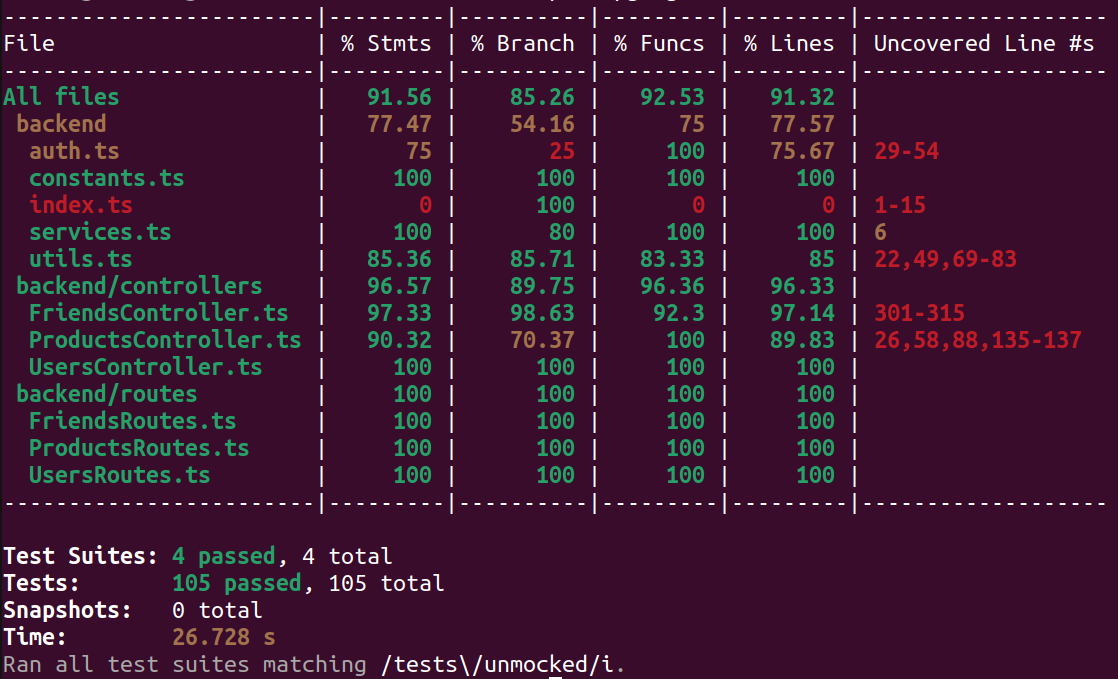 ------------------------|---------|----------|---------|---------|-------------------
File                    | % Stmts | % Branch | % Funcs | % Lines | Uncovered Line #s
------------------------|---------|----------|---------|---------|-------------------
All files               |   91.56 |    85.26 |   92.53 |   91.32 |
 backend                |   77.47 |    54.16 |      75 |   77.57 |
  auth.ts               |      75 |       25 |     100 |   75.67 | 29-54
  constants.ts          |     100 |      100 |     100 |     100 |
  index.ts              |       0 |      100 |       0 |       0 | 1-15
  services.ts           |     100 |       80 |     100 |     100 | 6
  utils.ts              |   85.36 |    85.71 |   83.33 |      85 | 22,49,69-83
 backend/controllers    |   96.57 |    89.75 |   96.36 |   96.33 |
  FriendsController.ts  |   97.33 |    98.63 |    92.3 |   97.14 | 301-315
  ProductsController.ts |   90.32 |    70.37 |     100 |   89.83 | 26,58,88,135-137
  UsersController.ts    |     100 |      100 |     100 |     100 |
 backend/routes         |     100 |      100 |     100 |     100 |
  FriendsRoutes.ts      |     100 |      100 |     100 |     100 |
  ProductsRoutes.ts     |     100 |      100 |     100 |     100 |
  UsersRoutes.ts        |     100 |      100 |     100 |     100 |
------------------------|---------|----------|---------|---------|-------------------
Test Suites: 4 passed, 4 total
Tests:       105 passed, 105 total
Snapshots:   0 total
Time:        26.728 s
Ran all test suites matching /tests\/unmocked/i.